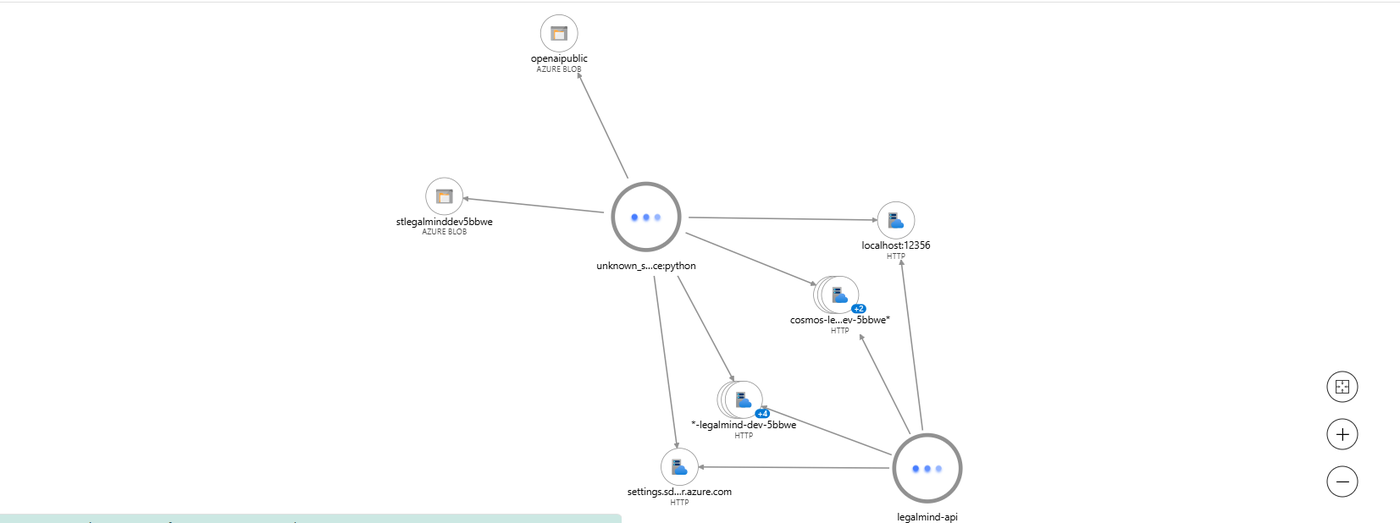 openaipublic
AZURE BLOB
stlegalminddev5bbwe
AZURE BLOB
unknown_s...ce:python
localhost:12356
HTTP
+2
cosmos-le...ev-5bbwe*
HTTP
+4
*-legalmind-dev-5bbwe
HTTP
settings.sd...r.azure.com
HTTP
legalmind-api